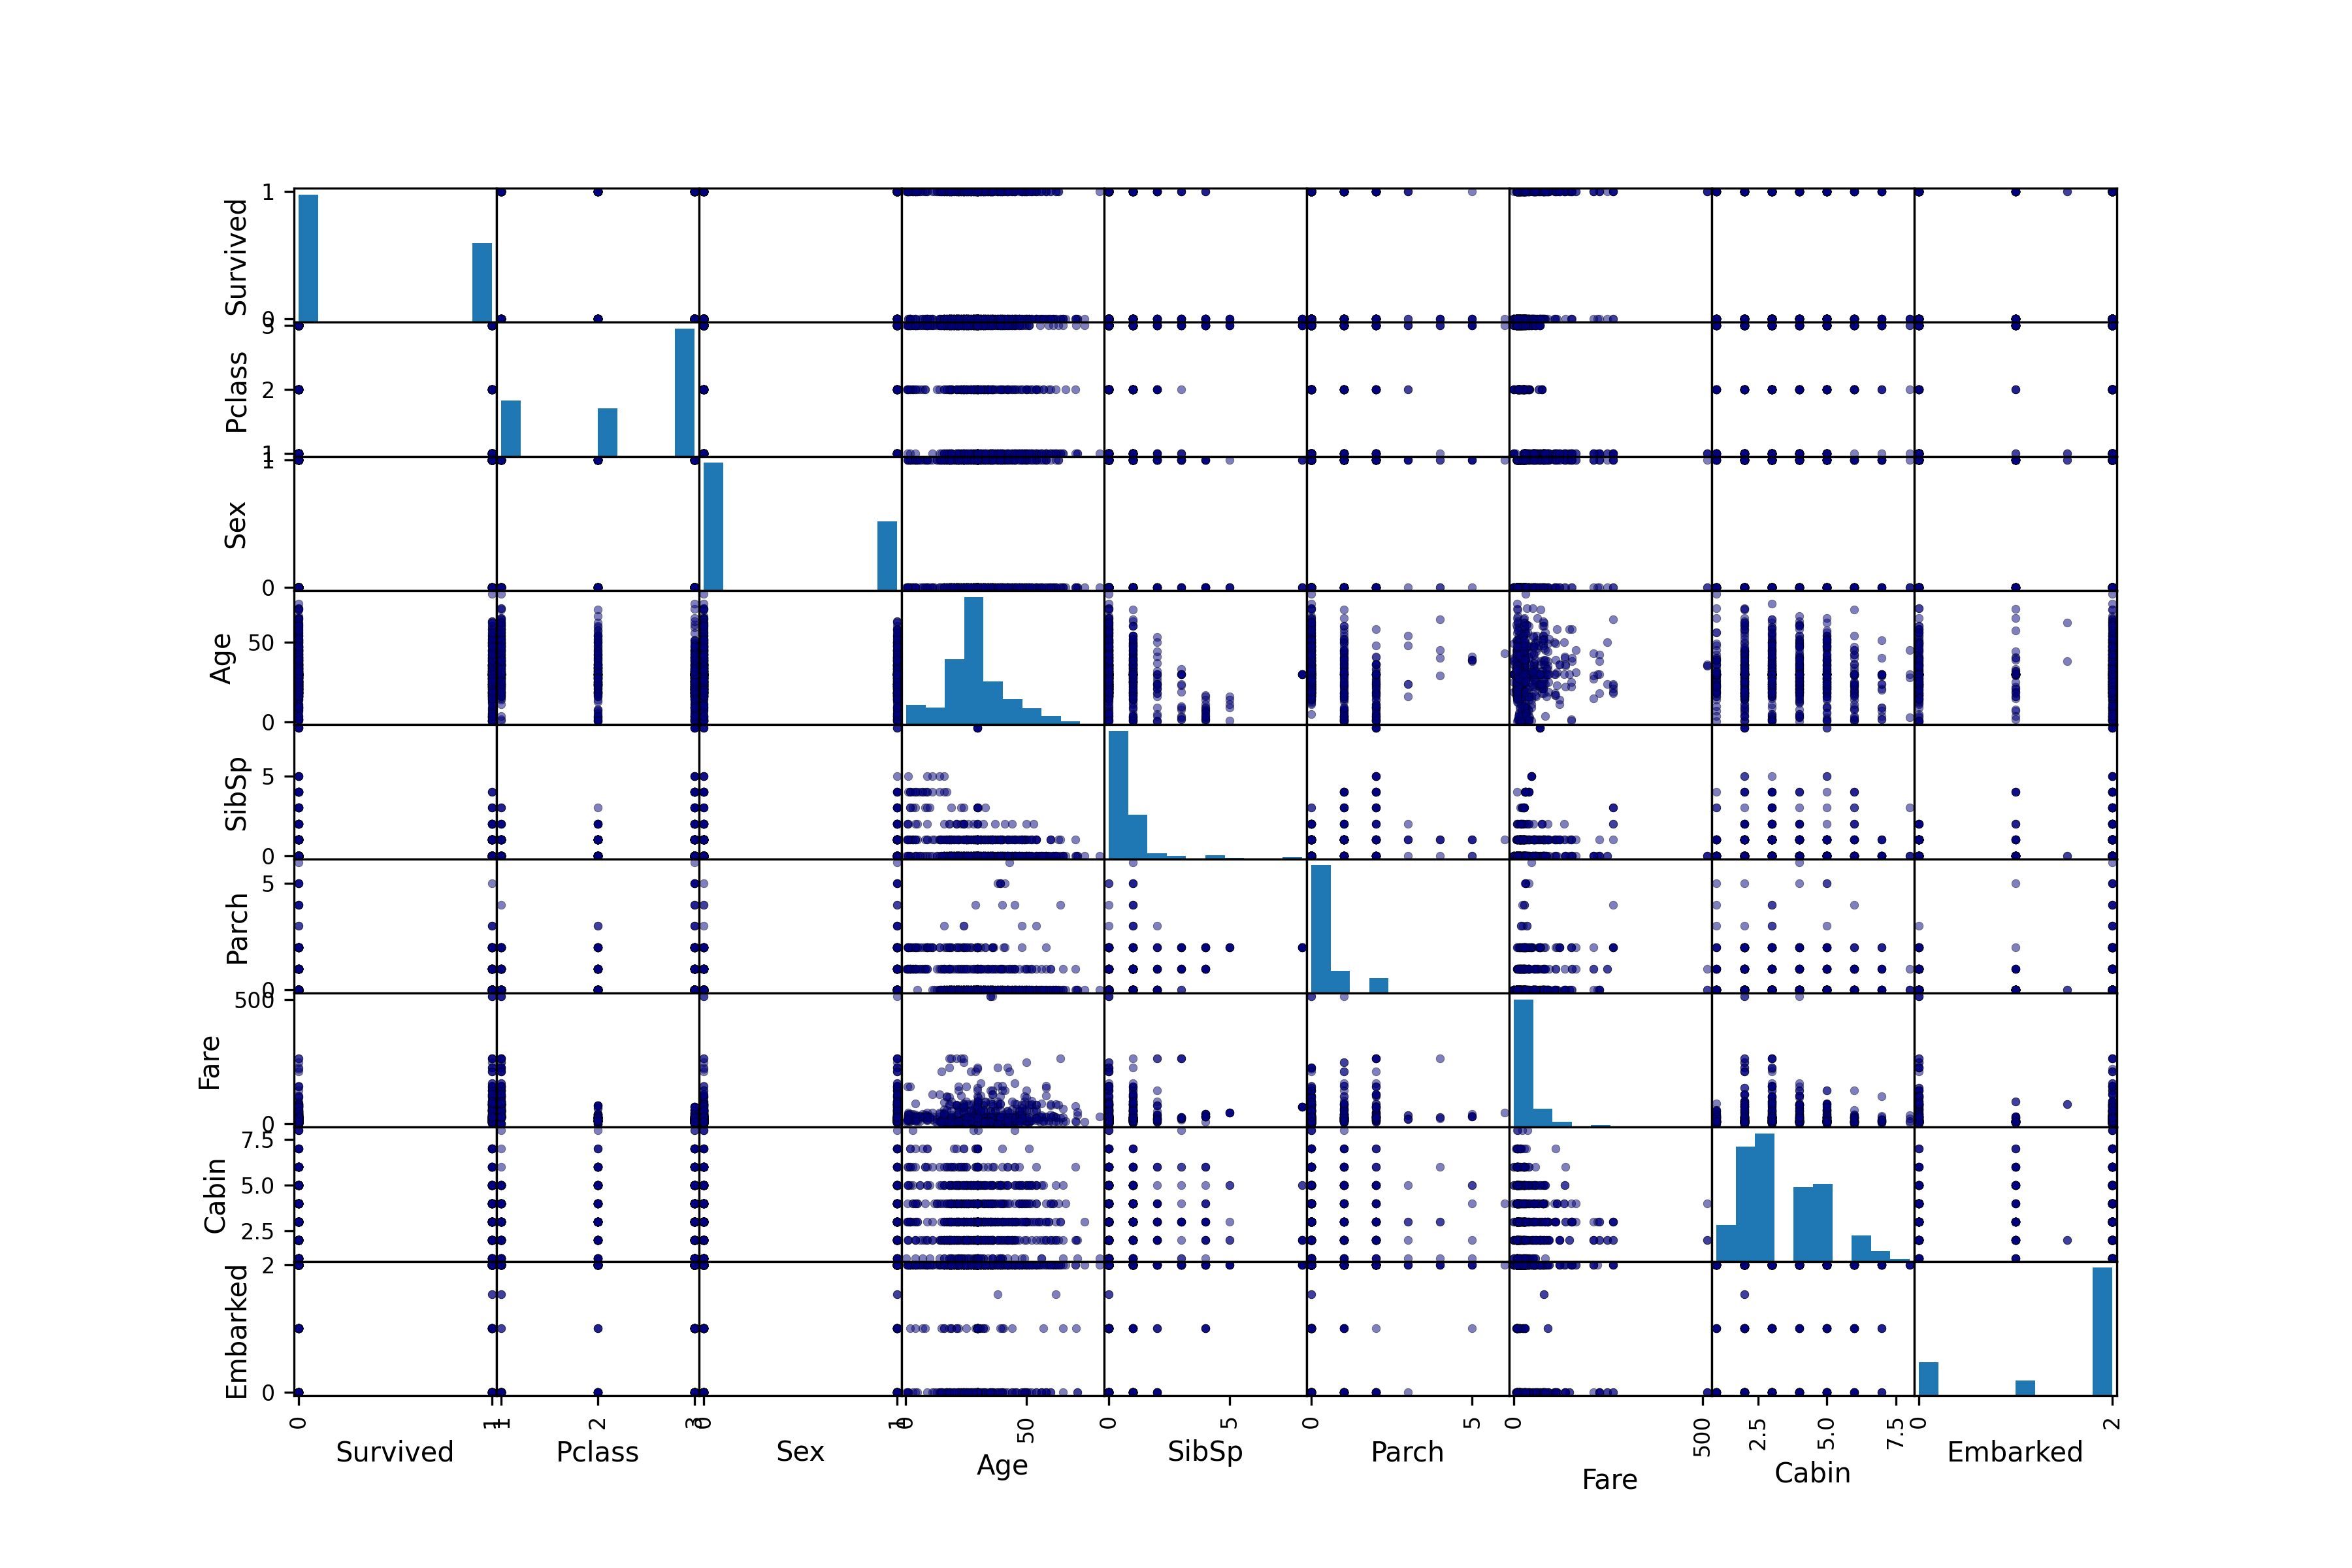 Survived
1
0
Pclass
3
2
1
Sex
1
0
Age
50
0
SibSp
5
0
Parch
5
0
Fare
500
0
Cabin
7.5
5.0
2.5
Embarked
2
0
0 1 1 2 3 0 1 0 50 0 5 0 5 0 500 2.5 5.0 7.5 0 2
Survived Pclass Sex Age SibSp Parch Fare Cabin Embarked